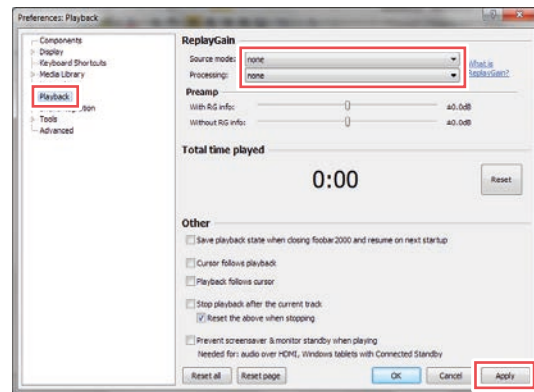 Preferences: Playback
Components
Display
Keyboard Shortcuts
Media Library
Playback
Tools
Advanced
ReplayGain
Source mode: none
Processing: none
What is
ReplayGain?
Preamp
With RG info: ±0.0dB
Without RG info: ±0.0dB
Total time played
0:00
Reset
Other
Save playback state when closing foobar2000 and resume on next startup
Cursor follows playback
Playback follows cursor
Stop playback after the current track
Reset the above when stopping
Prevent screensaver & monitor standby when playing
Needed for: audio over HDMI, Windows tablets with Connected Standby
Reset all
Reset page
OK
Cancel
Apply